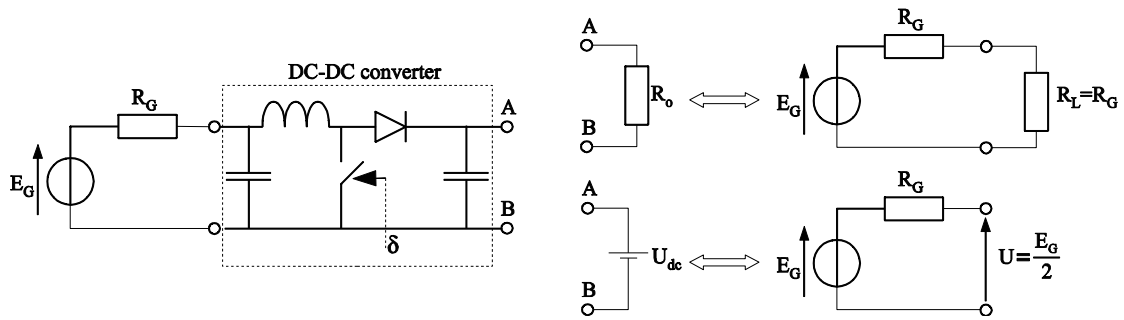 DC-DC converter
R_G
E_G
A
B
δ
A
B
R_o
R_G
E_G
R_L=R_G
A
B
U_dc
R_G
E_G
U=E_G/2